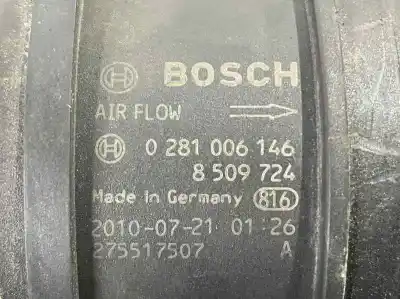 BOSCH
AIR FLOW
0 281 006 146
8 509 724
Made in Germany 816
2010-07-21 01:26
275517507 A